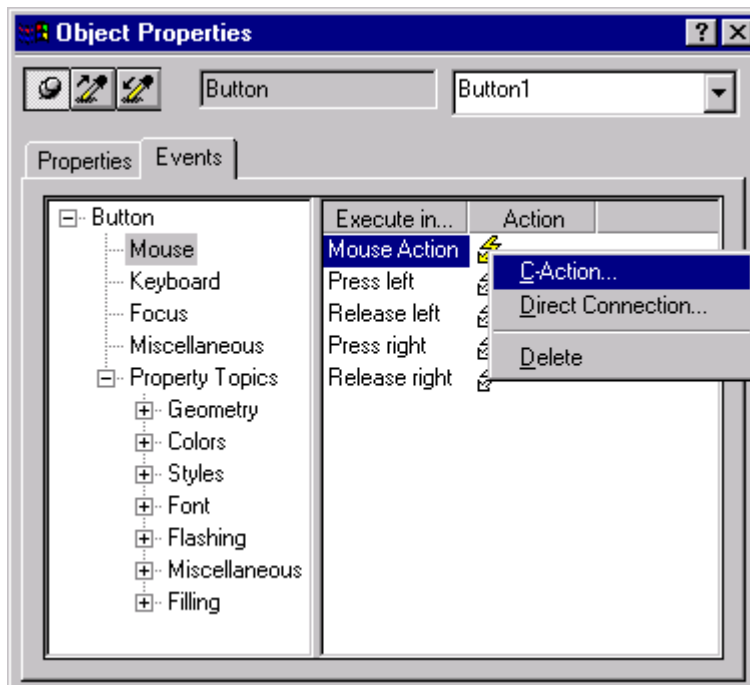 Object Properties
Button Button1
Properties Events
Button
Mouse
Keyboard
Focus
Miscellaneous
Property Topics
Geometry
Colors
Styles
Font
Flashing
Miscellaneous
Filling
Execute in... Action
Mouse Action
Press left
Release left
Press right
Release right
C-Action...
Direct Connection...
Delete